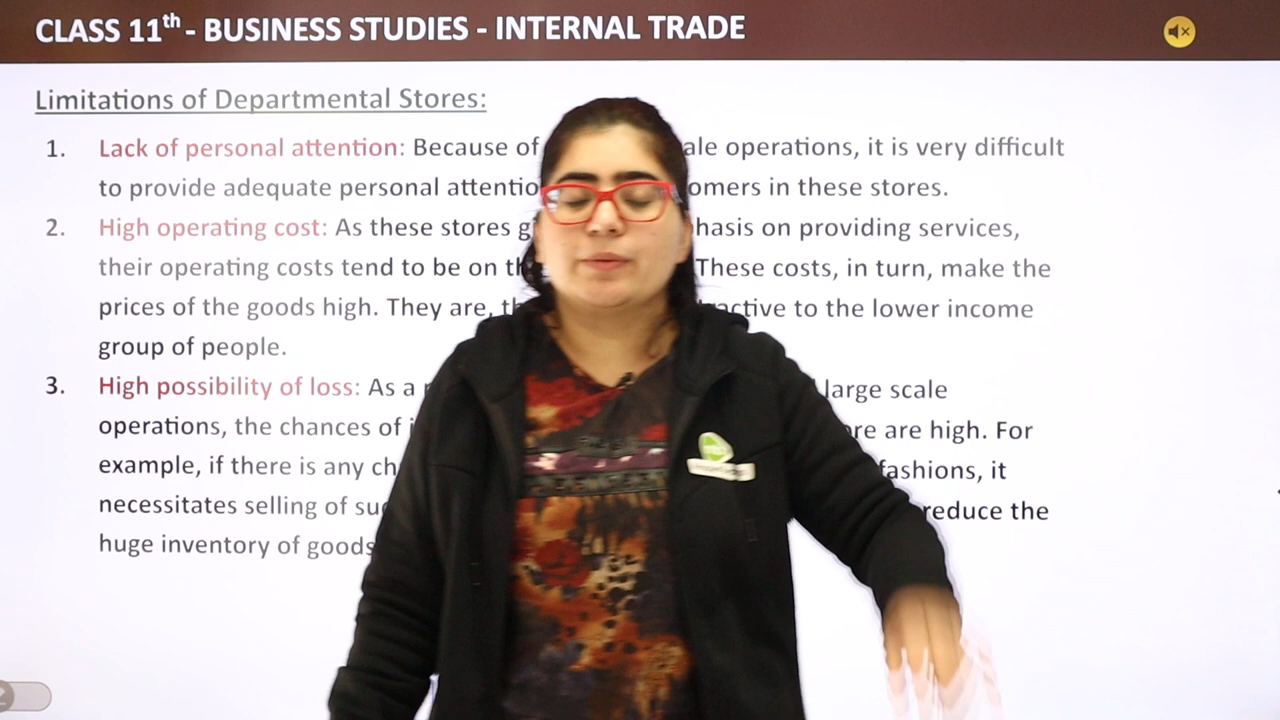 CLASS 11th - BUSINESS STUDIES - INTERNAL TRADE
Limitations of Departmental Stores:
1. Lack of personal attention: Because of ale operations, it is very difficult
to provide adequate personal attentio omers in these stores.
2. High operating cost: As these stores g hasis on providing services,
their operating costs tend to be on th These costs, in turn, make the
prices of the goods high. They are, th active to the lower income
group of people.
3. High possibility of loss: As a large scale
operations, the chances of i re are high. For
example, if there is any ch fashions, it
necessitates selling of su reduce the
huge inventory of goods